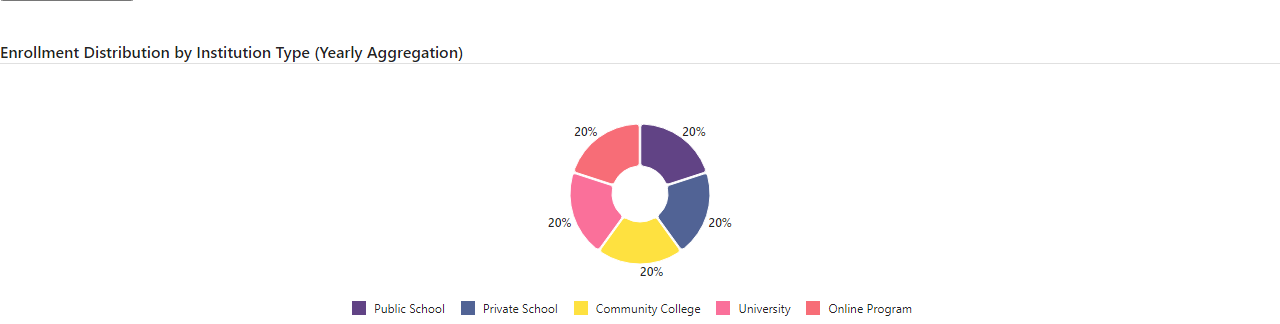 Enrollment Distribution by Institution Type (Yearly Aggregation)
20% 20%
20% 20%
20%
Public School Private School Community College University Online Program